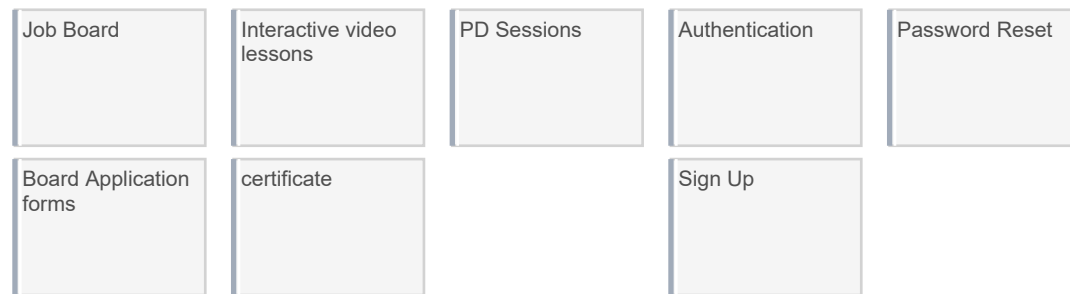 Job Board
Interactive video
lessons
PD Sessions
Authentication
Password Reset
Board Application
forms
certificate
Sign Up